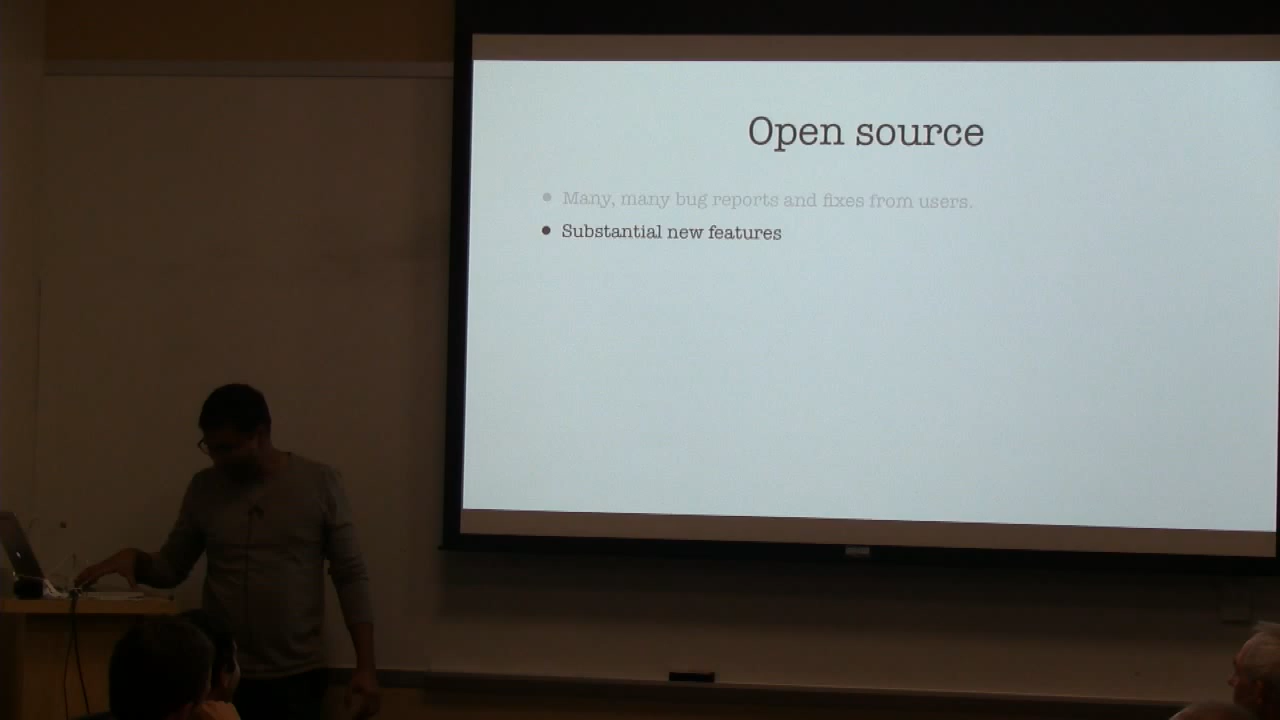 Open source
Many, many bug reports and fixes from users.
Substantial new features